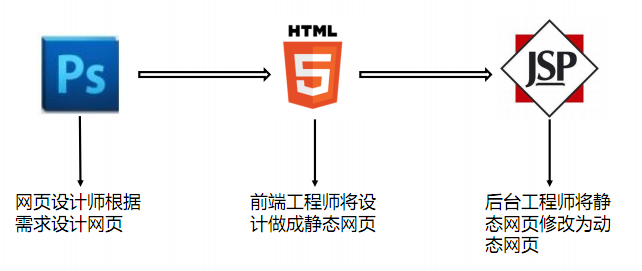 Ps
HTML
5
JSP
网页设计师根据
需求设计网页
前端工程师将设
计做成静态网页
后台工程师将静
态网页修改为动
态网页